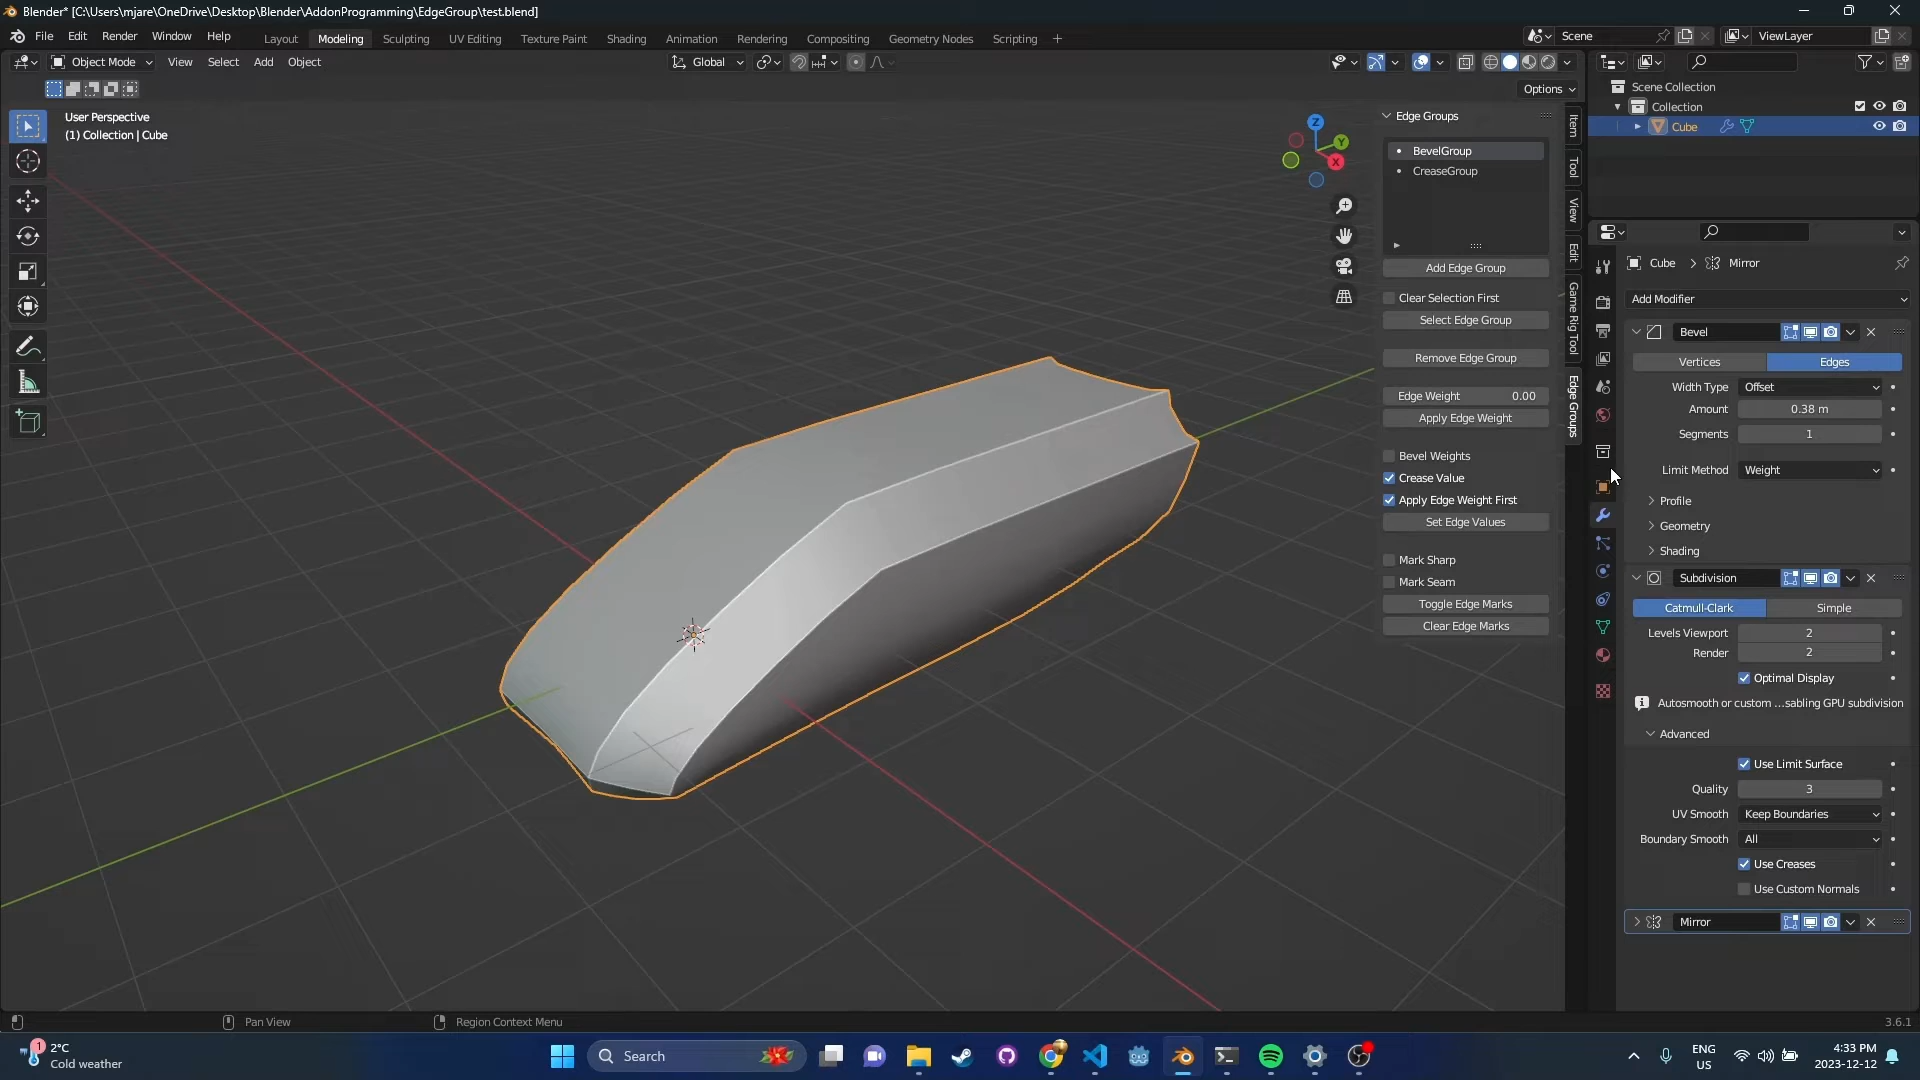 Blender* [C:\Users\mjare\OneDrive\Desktop\Blender\AddonProgramming\EdgeGroup\test.blend]
File Edit Render Window Help Layout Modeling Sculpting UV Editing Texture Paint Shading Animation Rendering Compositing Geometry Nodes Scripting + Scene ViewLayer
Object Mode View Select Add Object Global
Options
User Perspective
(1) Collection | Cube
Z
Y
X
Edge Groups
BevelGroup
CreaseGroup
Add Edge Group
Clear Selection First
Select Edge Group
Remove Edge Group
Edge Weight 0.00
Apply Edge Weight
Bevel Weights
Crease Value
Apply Edge Weight First
Set Edge Values
Mark Sharp
Mark Seam
Toggle Edge Marks
Clear Edge Marks
Item
Tool
View
Edit
Game Rig Tool
Edge Groups
Scene Collection
Collection
Cube
Cube > Mirror
Add Modifier
Bevel
Vertices Edges
Width Type Offset
Amount 0.38 m
Segments 1
Limit Method Weight
Profile
Geometry
Shading
Subdivision
Catmull-Clark Simple
Levels Viewport 2
Render 2
Optimal Display
Autosmooth or custom ...sabling GPU subdivision
Advanced
Use Limit Surface
Quality 3
UV Smooth Keep Boundaries
Boundary Smooth All
Use Creases
Use Custom Normals
Mirror
Pan View Region Context Menu 3.6.1
1
2°C
Cold weather
Search
ENG
US
4:33 PM
2023-12-12